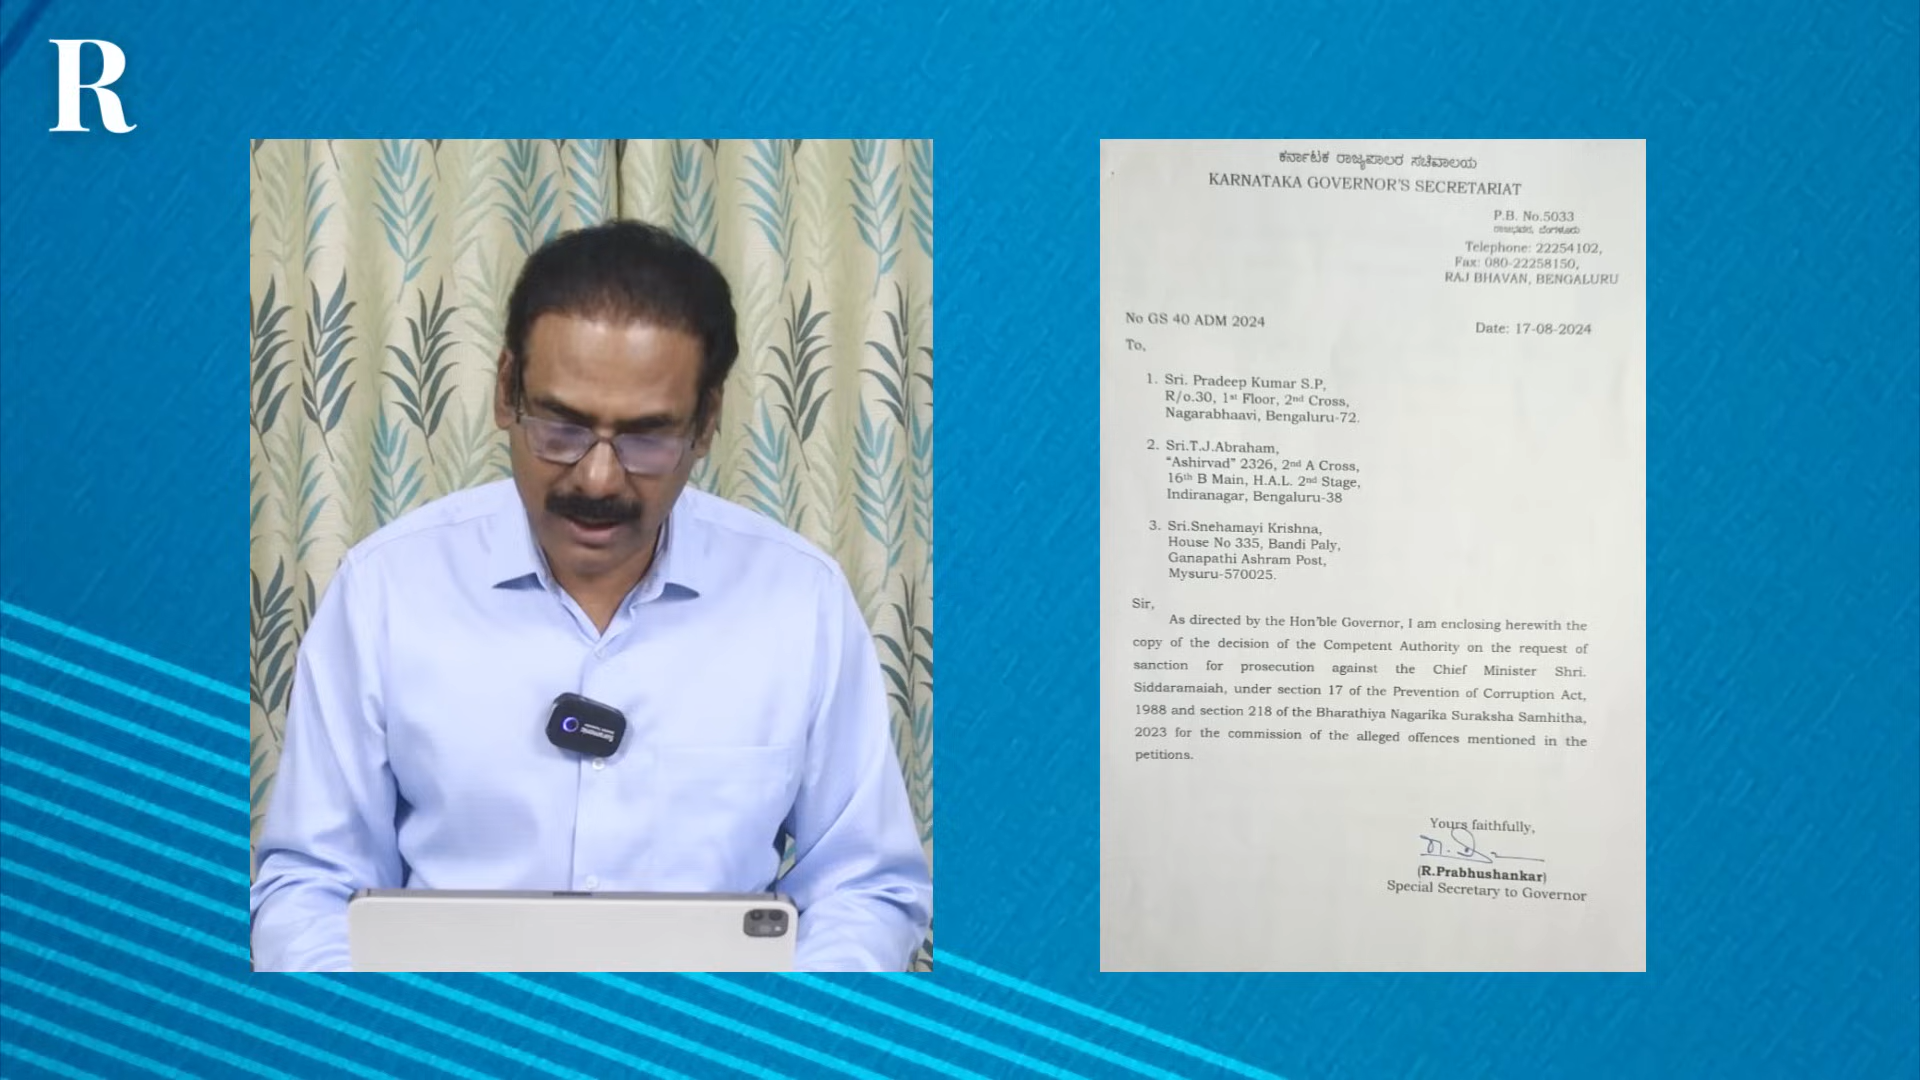 R
ಕರ್ನಾಟಕ ರಾಜ್ಯಪಾಲರ ಸಚಿವಾಲಯ
KARNATAKA GOVERNOR'S SECRETARIAT
P.B. No.5033
ರಾಜಭವನ, ಬೆಂಗಳೂರು
Telephone: 22254102,
Fax: 080-22258150,
RAJ BHAVAN, BENGALURU
No GS 40 ADM 2024
Date: 17-08-2024
To,
1. Sri. Pradeep Kumar S.P,
R/o.30, 1st Floor, 2nd Cross,
Nagarabhaavi, Bengaluru-72.
2. Sri.T.J.Abraham,
"Ashirvad" 2326, 2nd A Cross,
16th B Main, H.A.L. 2nd Stage,
Indiranagar, Bengaluru-38
3. Sri.Snehamayi Krishna,
House No 335, Bandi Paly,
Ganapathi Ashram Post,
Mysuru-570025.
Sir,
As directed by the Hon'ble Governor, I am enclosing herewith the
copy of the decision of the Competent Authority on the request of
sanction for prosecution against the Chief Minister Shri.
Siddaramaiah, under section 17 of the Prevention of Corruption Act,
1988 and section 218 of the Bharathiya Nagarika Suraksha Samhitha,
2023 for the commission of the alleged offences mentioned in the
petitions.
Yours faithfully,
(R.Prabhushankar)
Special Secretary to Governor
Saramonic